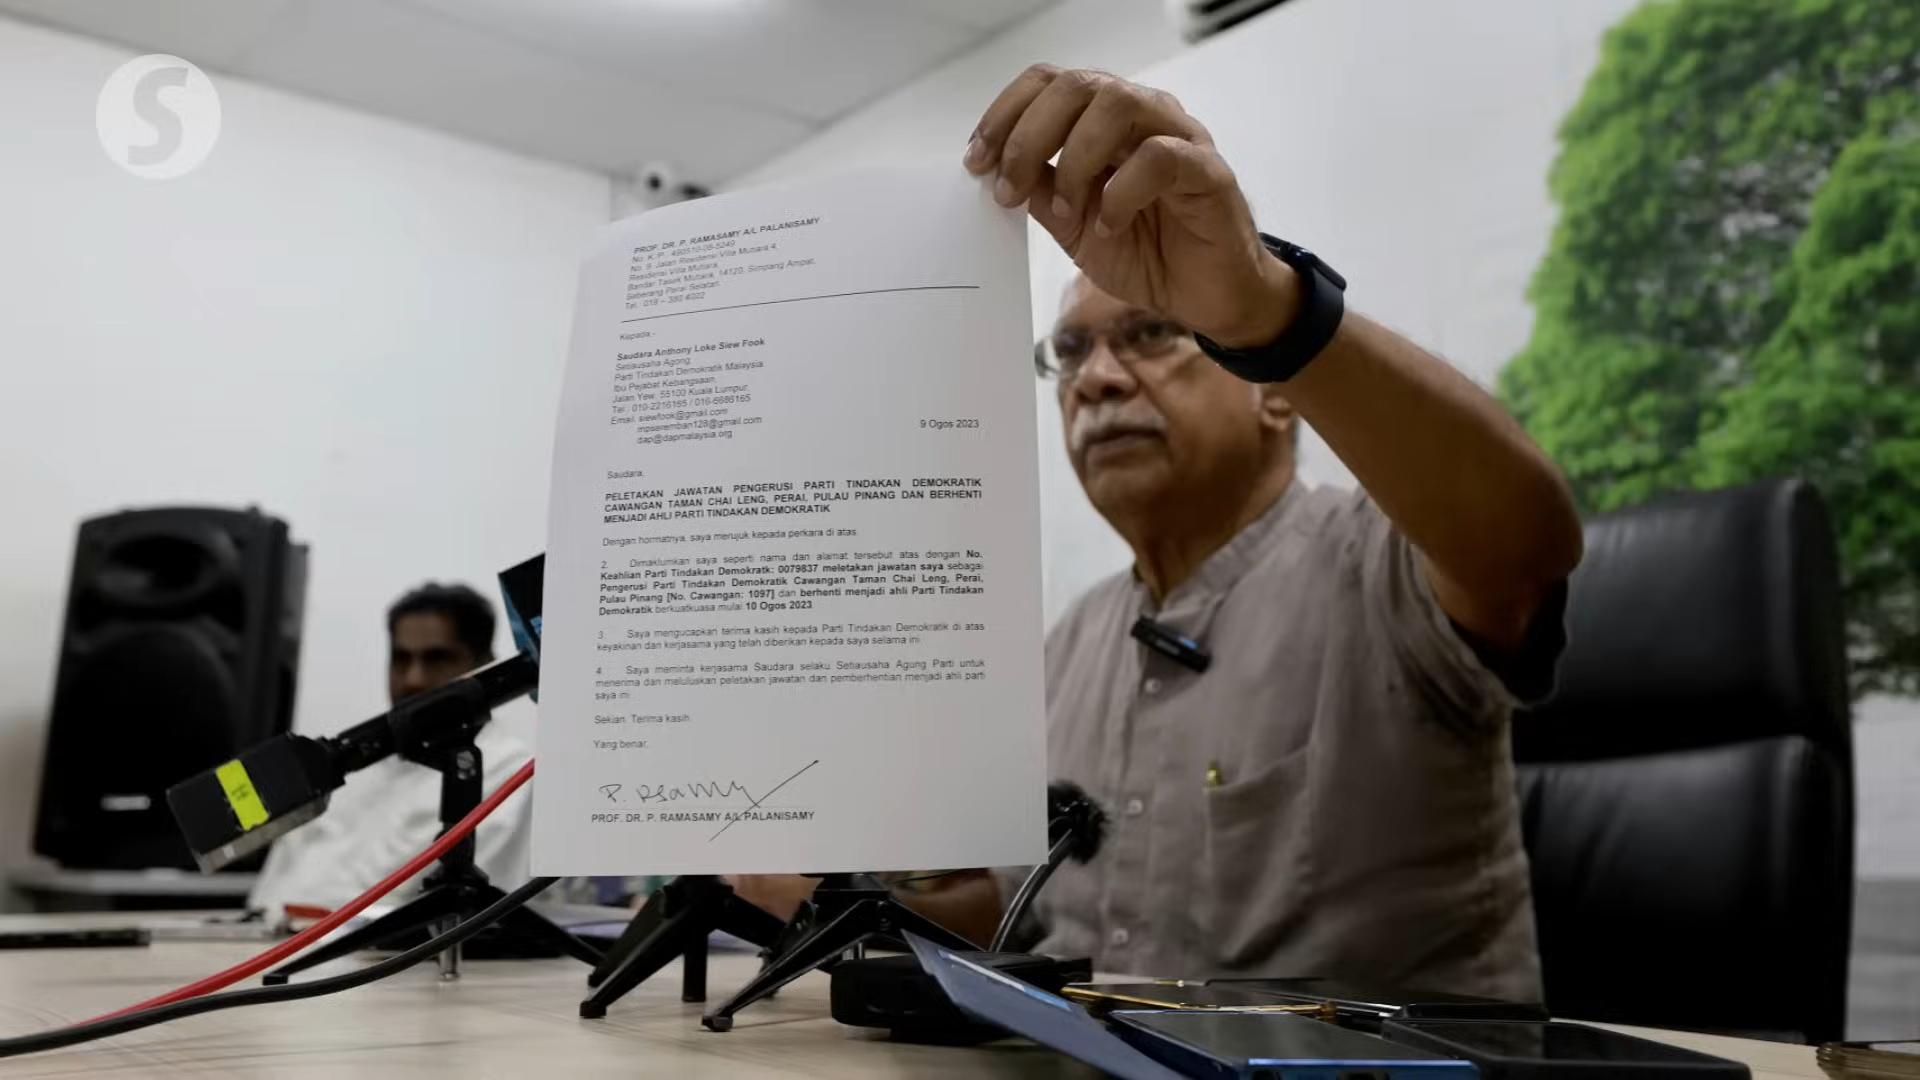 S
PROF. DR. P. RAMASAMY A/L PALANISAMY
No. K/P : 490510-08-5249
No. 9 Jalan Residensi Villa Mutiara 4,
Residensi Villa Mutiara
Bandar Tasek Mutiara, 14120, Simpang Ampat,
Seberang Perai Selatan.
Tel : 019 – 380 4022
Kepada:-
Saudara Anthony Loke Siew Fook
Setiausaha Agong
Parti Tindakan Demokratik Malaysia
Ibu Pejabat Kebangsaan,
Jalan Yew, 55100 Kuala Lumpur,
Tel : 010-2216165 / 016-6686165
Email: siewfook@gmail.com
mpseremban128@gmail.com
dap@dapmalaysia.org
9 Ogos 2023
Saudara,
PELETAKAN JAWATAN PENGERUSI PARTI TINDAKAN DEMOKRATIK
CAWANGAN TAMAN CHAI LENG, PERAI, PULAU PINANG DAN BERHENTI
MENJADI AHLI PARTI TINDAKAN DEMOKRATIK
Dengan hormatnya, saya merujuk kepada perkara di atas.
2. Dimaklumkan saya seperti nama dan alamat tersebut atas dengan No.
Keahlian Parti Tindakan Demokratk: 0079837 meletakan jawatan saya sebagai
Pengerusi Parti Tindakan Demokratik Cawangan Taman Chai Leng, Perai,
Pulau Pinang [No. Cawangan: 1097] dan berhenti menjadi ahli Parti Tindakan
Demokratik berkuatkuasa mulai 10 Ogos 2023
3. Saya mengucapkan terima kasih kepada Parti Tindakan Demokratik di atas
keyakinan dan kerjasama yang telah diberikan kepada saya selama ini.
4. Saya meminta kerjasama Saudara selaku Setiausaha Agung Parti untuk
menerima dan meluluskan peletakan jawatan dan pemberhentian menjadi ahli parti
saya ini.
Sekian. Terima kasih.
Yang benar,
P. Rsamy
PROF. DR. P. RAMASAMY A/L PALANISAMY